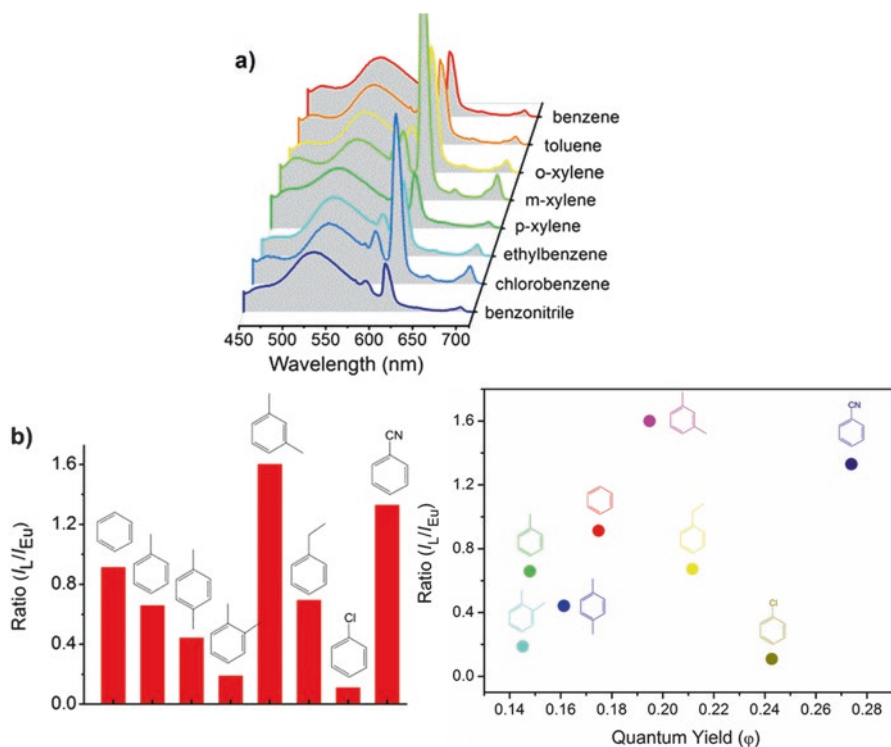 a)
benzene
toluene
o-xylene
m-xylene
p-xylene
ethylbenzene
chlorobenzene
benzonitrile
450 500 550 600 650 700
Wavelength (nm)
b)
Ratio (IL/IEu)
1.6
1.2
0.8
0.4
0.0
CN
Cl
Ratio (IL/IEu)
1.6
1.2
0.8
0.4
0.0
CN
Cl
0.14 0.16 0.18 0.20 0.22 0.24 0.26 0.28
Quantum Yield (φ)